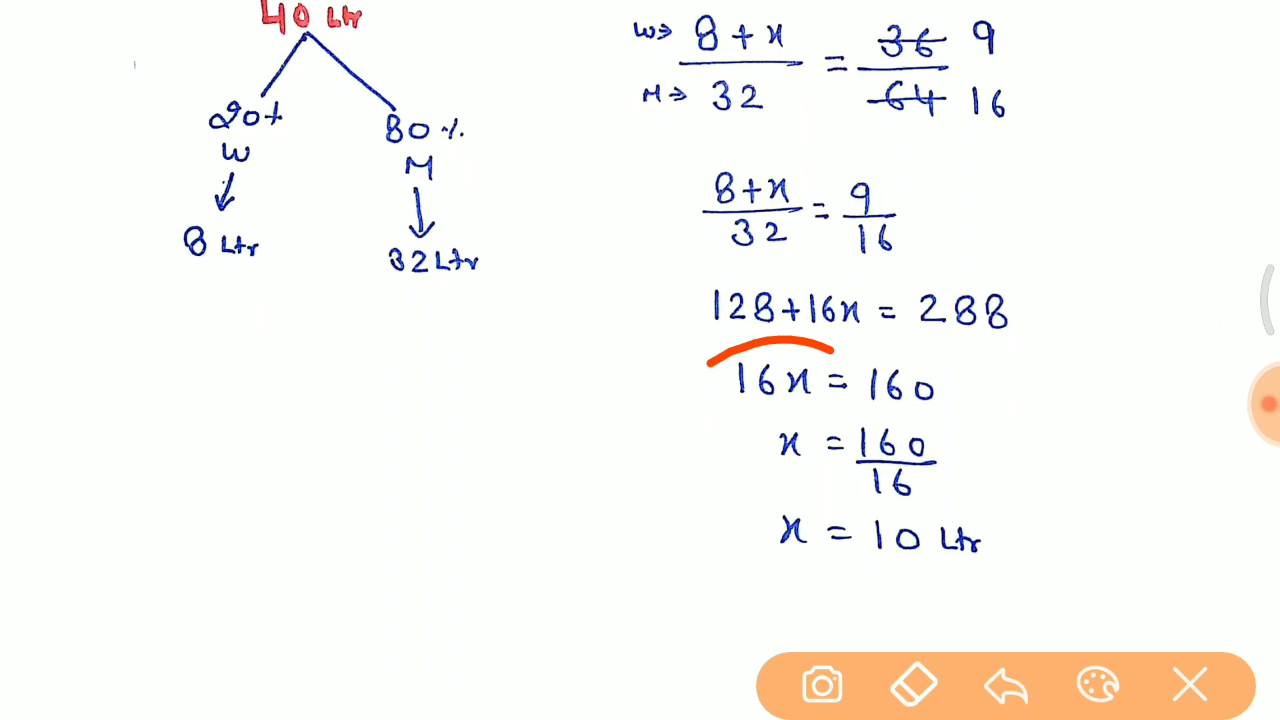 40 Ltr
20%
W
8 Ltr
80 %
M
32 Ltr
W⇒ 8 + x = 36 9
M⇒ 32 64 16
8+x = 9
32 16
128+16x = 288
16x = 160
x = 160
16
x = 10 Ltr